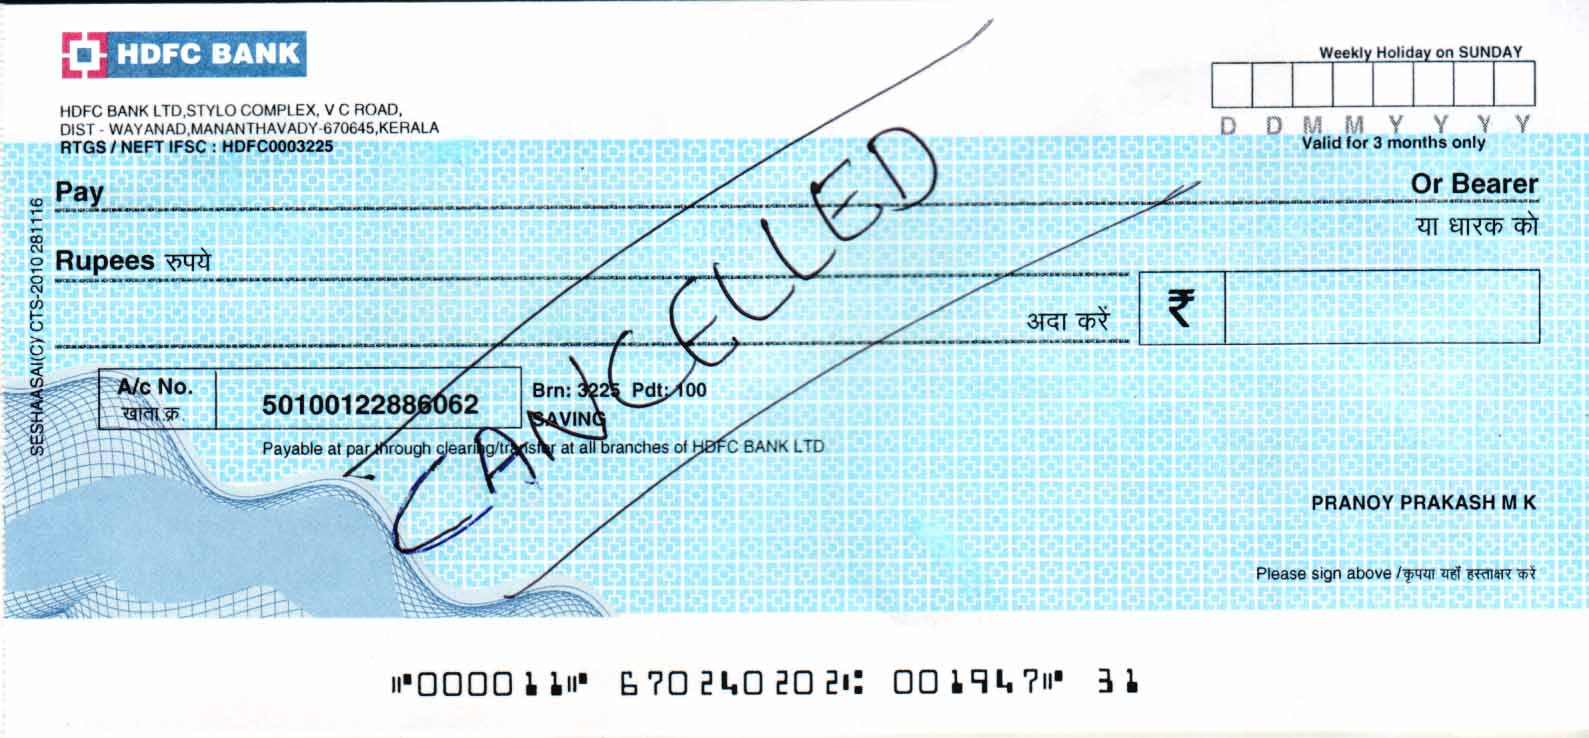 HDFC BANK
HDFC BANK LTD,STYLO COMPLEX, V C ROAD,
DIST - WAYANAD,MANANTHAVADY-670645,KERALA
RTGS / NEFT IFSC : HDFC0003225
Weekly Holiday on SUNDAY
D D M M Y Y Y Y
Valid for 3 months only
Pay
Or Bearer
या धारक को
Rupees रुपये
अदा करें
₹
CANCELLED
A/c No.
खाता क्र.
50100122886062
Brn: 3225 Pdt: 100
SAVING
Payable at par through clearing/transfer at all branches of HDFC BANK LTD
SESHAASAI(C) CTS-2010 281116
PRANOY PRAKASH M K
Please sign above /कृपया यहाँ हस्ताक्षर करें
⑈000011⑈ 670240202⑆ 001947⑈ 31